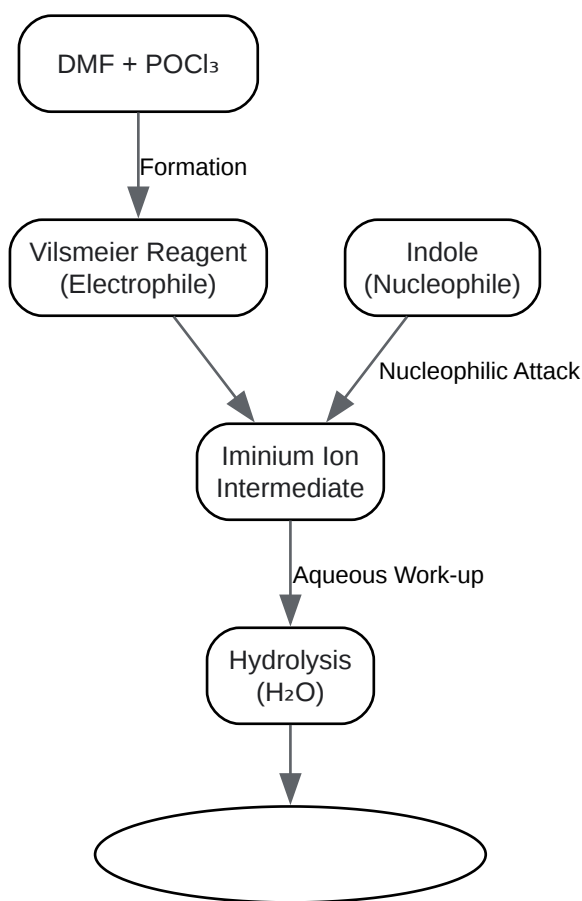 DMF + POCl₃
Formation
Vilsmeier Reagent
(Electrophile)
Indole
(Nucleophile)
Nucleophilic Attack
Iminium Ion
Intermediate
Aqueous Work-up
Hydrolysis
(H₂O)